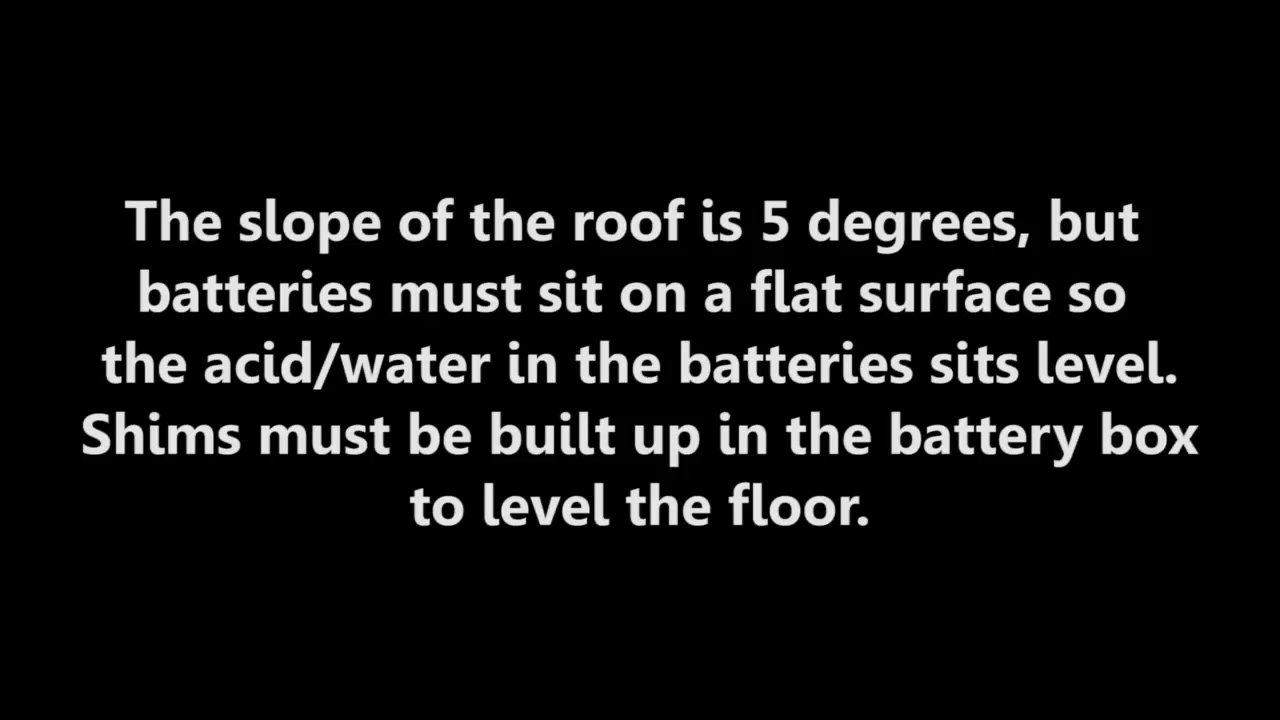 The slope of the roof is 5 degrees, but
batteries must sit on a flat surface so
the acid/water in the batteries sits level.
Shims must be built up in the battery box
to level the floor.